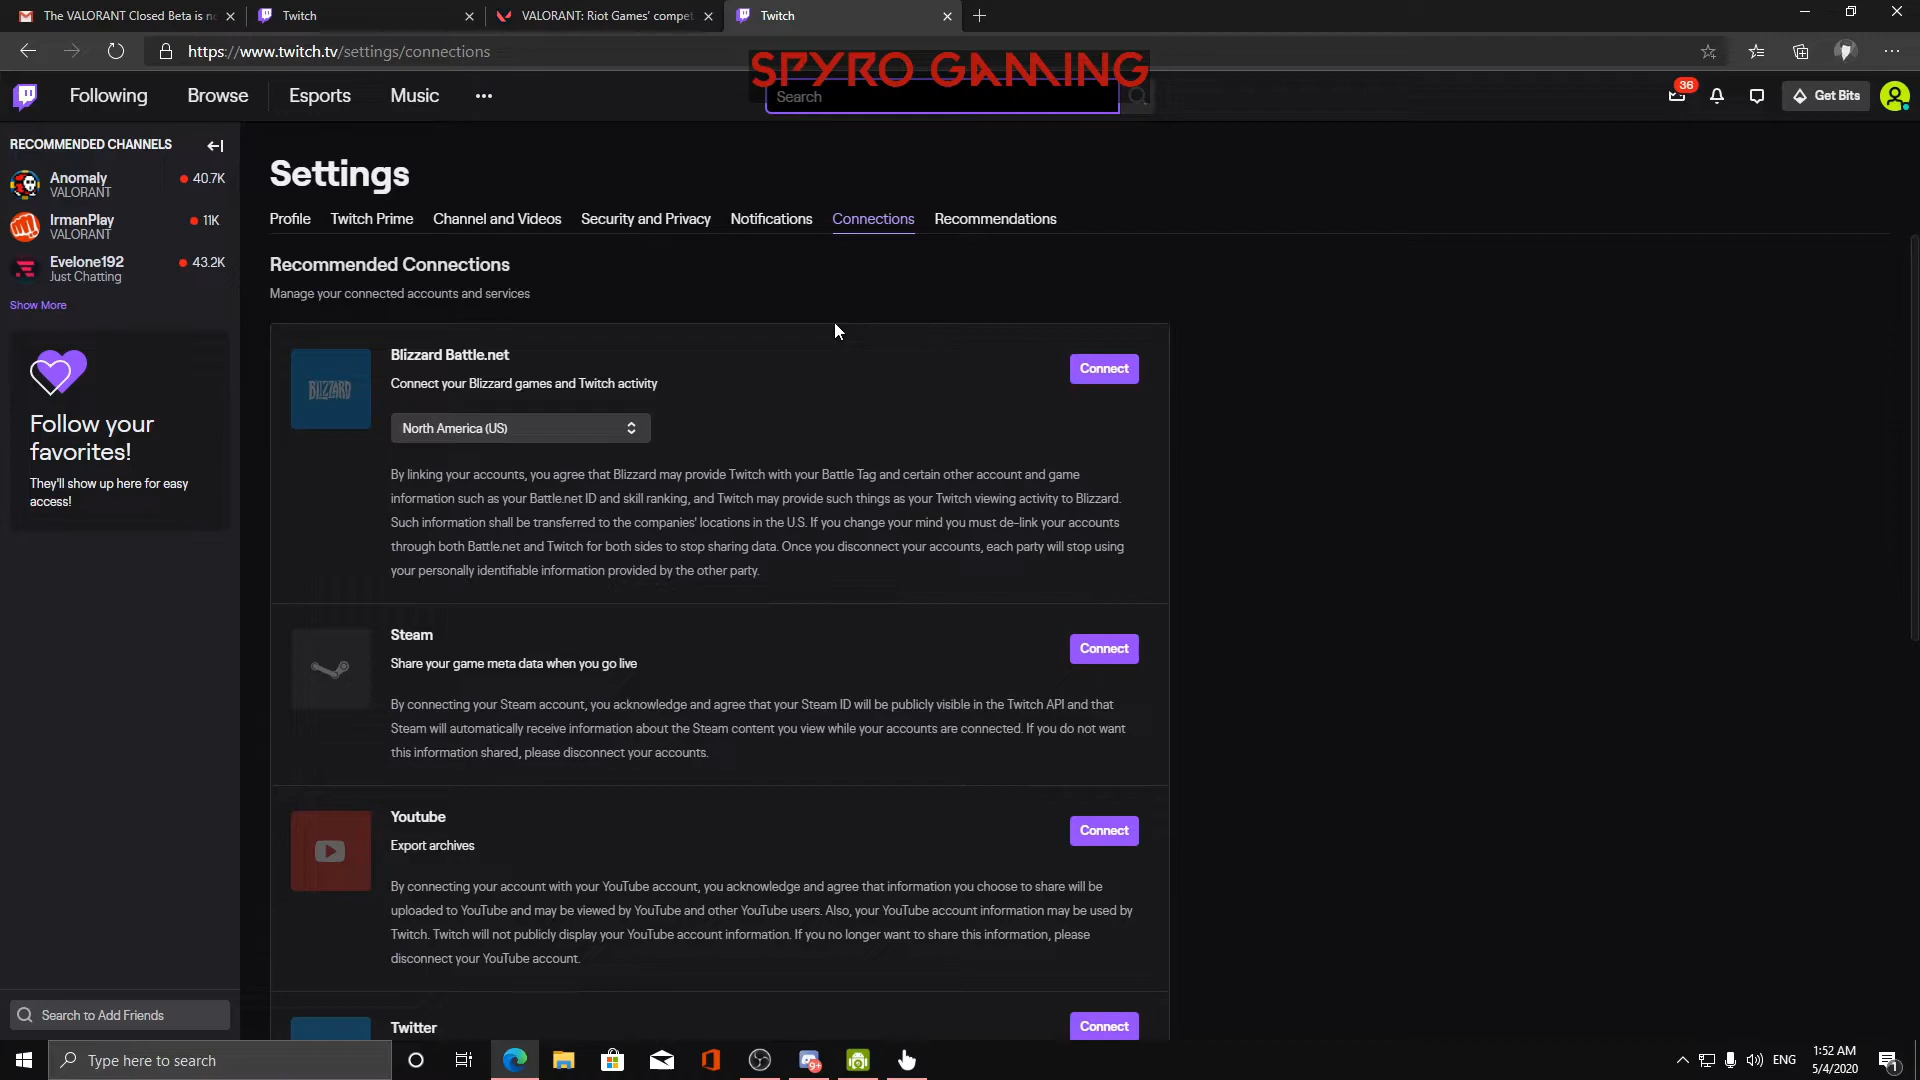 The VALORANT Closed Beta is n
Twitch
VALORANT: Riot Games' compet
Twitch
https://www.twitch.tv/settings/connections
SPYRO GAMING
Following
Browse
Esports
Music
Search
36
Get Bits
RECOMMENDED CHANNELS
Anomaly
VALORANT
40.7K
IrmanPlay
VALORANT
11K
Evelone192
Just Chatting
43.2K
Show More
Follow your
favorites!
They'll show up here for easy
access!
Search to Add Friends
Settings
Profile
Twitch Prime
Channel and Videos
Security and Privacy
Notifications
Connections
Recommendations
Recommended Connections
Manage your connected accounts and services
BLIZZARD
Blizzard Battle.net
Connect your Blizzard games and Twitch activity
Connect
North America (US)
By linking your accounts, you agree that Blizzard may provide Twitch with your Battle Tag and certain other account and game
information such as your Battle.net ID and skill ranking, and Twitch may provide such things as your Twitch viewing activity to Blizzard.
Such information shall be transferred to the companies' locations in the U.S. If you change your mind you must de-link your accounts
through both Battle.net and Twitch for both sides to stop sharing data. Once you disconnect your accounts, each party will stop using
your personally identifiable information provided by the other party.
Steam
Share your game meta data when you go live
Connect
By connecting your Steam account, you acknowledge and agree that your Steam ID will be publicly visible in the Twitch API and that
Steam will automatically receive information about the Steam content you view while your accounts are connected. If you do not want
this information shared, please disconnect your accounts.
Youtube
Export archives
Connect
By connecting your account with your YouTube account, you acknowledge and agree that information you choose to share will be
uploaded to YouTube and may be viewed by YouTube and other YouTube users. Also, your YouTube account information may be used by
Twitch. Twitch will not publicly display your YouTube account information. If you no longer want to share this information, please
disconnect your YouTube account.
Twitter
Connect
Type here to search
9+
ENG
1:52 AM
5/4/2020
1